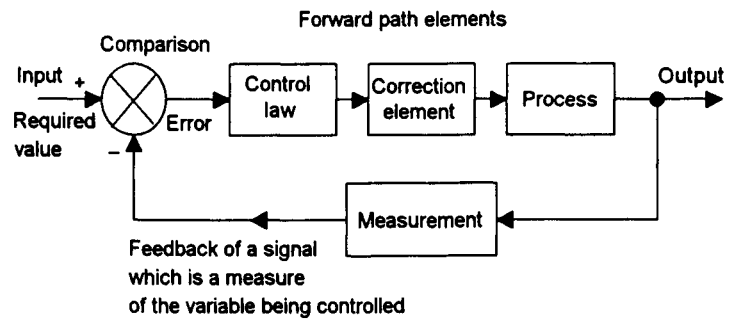 Forward path elements
Comparison
Input
+
Required
value
–
Error
Control
law
Correction
element
Process
Output
Measurement
Feedback of a signal
which is a measure
of the variable being controlled